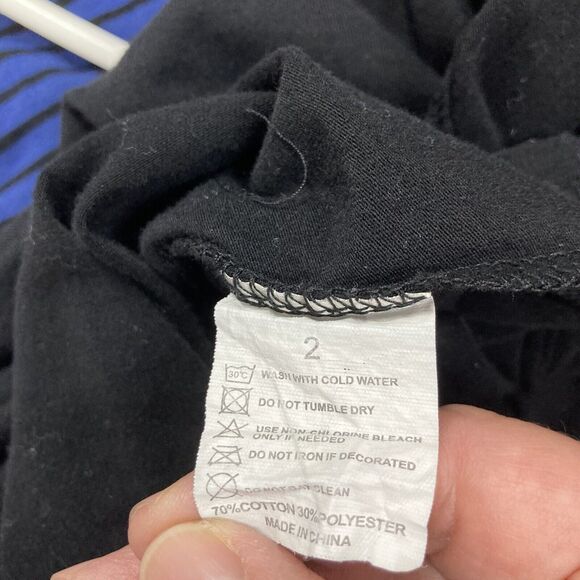 2
30°C WASH WITH COLD WATER
DO NOT TUMBLE DRY
USE NON-CHLORINE BLEACH
ONLY IF NEEDED
DO NOT IRON IF DECORATED
CLEAN
70%COTTON 30%POLYESTER
MADE IN CHINA